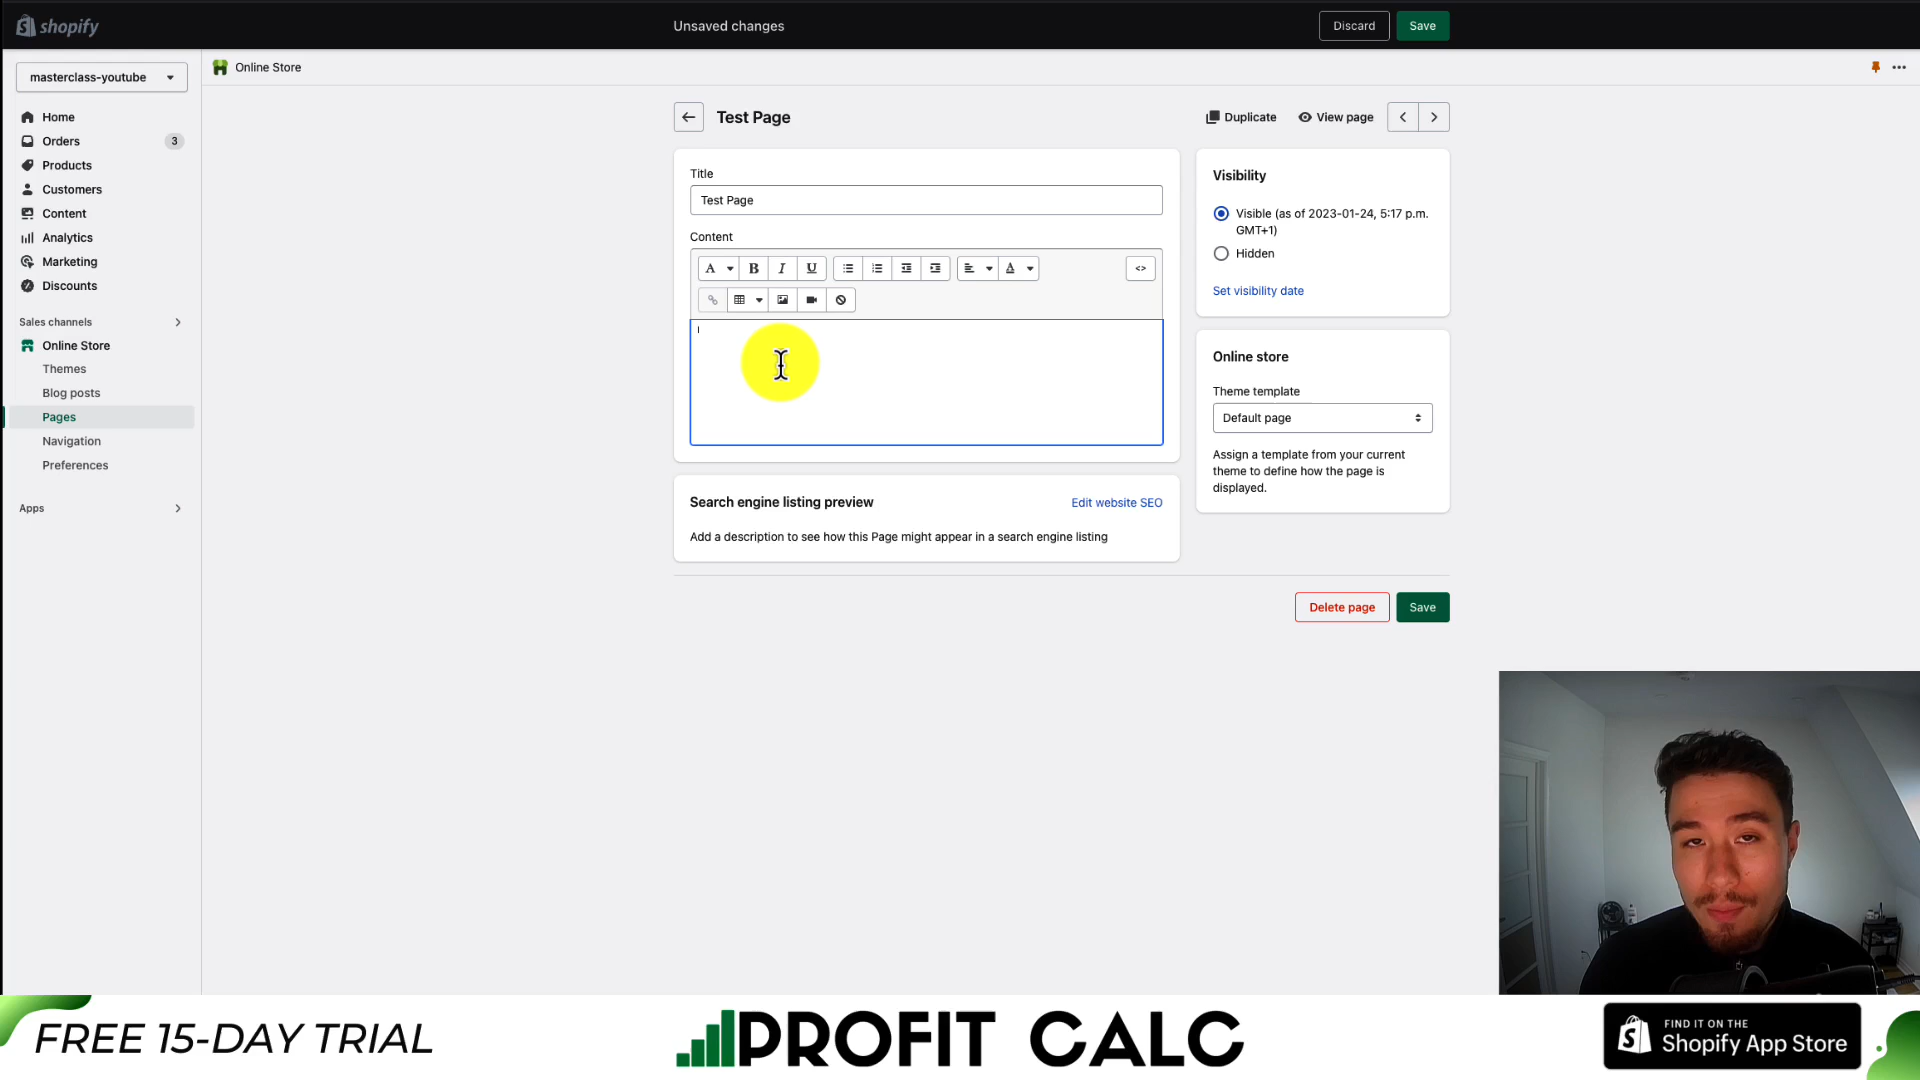 shopify
Unsaved changes
Discard
Save
masterclass-youtube
Online Store
Home
Orders
3
Products
Customers
Content
Analytics
Marketing
Discounts
Sales channels
Online Store
Themes
Blog posts
Pages
Navigation
Preferences
Apps
Test Page
Duplicate
View page
Title
Test Page
Content
A
B
I
U
A
<>
Search engine listing preview
Edit website SEO
Add a description to see how this Page might appear in a search engine listing
Visibility
Visible (as of 2023-01-24, 5:17 p.m.
GMT+1)
Hidden
Set visibility date
Online store
Theme template
Default page
Assign a template from your current
theme to define how the page is
displayed.
Delete page
Save
FREE 15-DAY TRIAL
PROFIT CALC
FIND IT ON THE
Shopify App Store